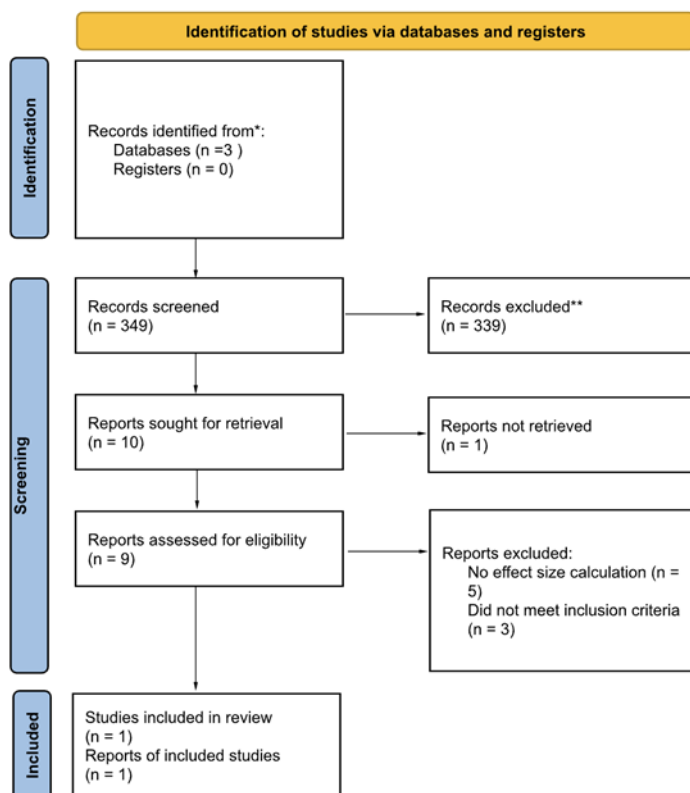 Identification of studies via databases and registers
Identification
Records identified from*:
Databases (n =3 )
Registers (n = 0)
Screening
Records screened
(n = 349)
Records excluded**
(n = 339)
Reports sought for retrieval
(n = 10)
Reports not retrieved
(n = 1)
Reports assessed for eligibility
(n = 9)
Reports excluded:
No effect size calculation (n =
5)
Did not meet inclusion criteria
(n = 3)
Included
Studies included in review
(n = 1)
Reports of included studies
(n = 1)